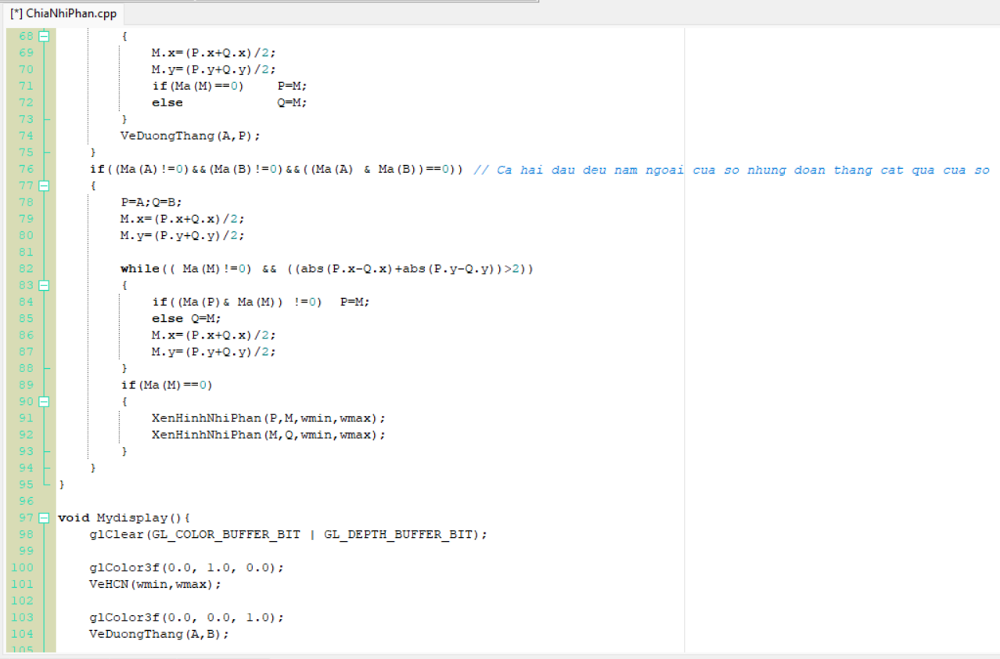 [*] ChiaNhiPhan.cpp
68 {
69 M.x=(P.x+Q.x)/2;
70 M.y=(P.y+Q.y)/2;
71 if(Ma(M)==0) P=M;
72 else Q=M;
73 }
74 VeDuongThang(A,P);
75 }
76 if((Ma(A)!=0)&&(Ma(B)!=0)&&((Ma(A) & Ma(B))==0)) // Ca hai dau deu nam ngoai cua so nhung doan thang cat qua cua so
77 {
78 P=A;Q=B;
79 M.x=(P.x+Q.x)/2;
80 M.y=(P.y+Q.y)/2;
81
82 while(( Ma(M)!=0) && ((abs(P.x-Q.x)+abs(P.y-Q.y))>2))
83 {
84 if((Ma(P)& Ma(M)) !=0) P=M;
85 else Q=M;
86 M.x=(P.x+Q.x)/2;
87 M.y=(P.y+Q.y)/2;
88 }
89 if(Ma(M)==0)
90 {
91 XenHinhNhiPhan(P,M,wmin,wmax);
92 XenHinhNhiPhan(M,Q,wmin,wmax);
93 }
94 }
95 }
96
97 void Mydisplay(){
98 glClear(GL_COLOR_BUFFER_BIT | GL_DEPTH_BUFFER_BIT);
99
100 glColor3f(0.0, 1.0, 0.0);
101 VeHCN(wmin,wmax);
102
103 glColor3f(0.0, 0.0, 1.0);
104 VeDuongThang(A,B);
105